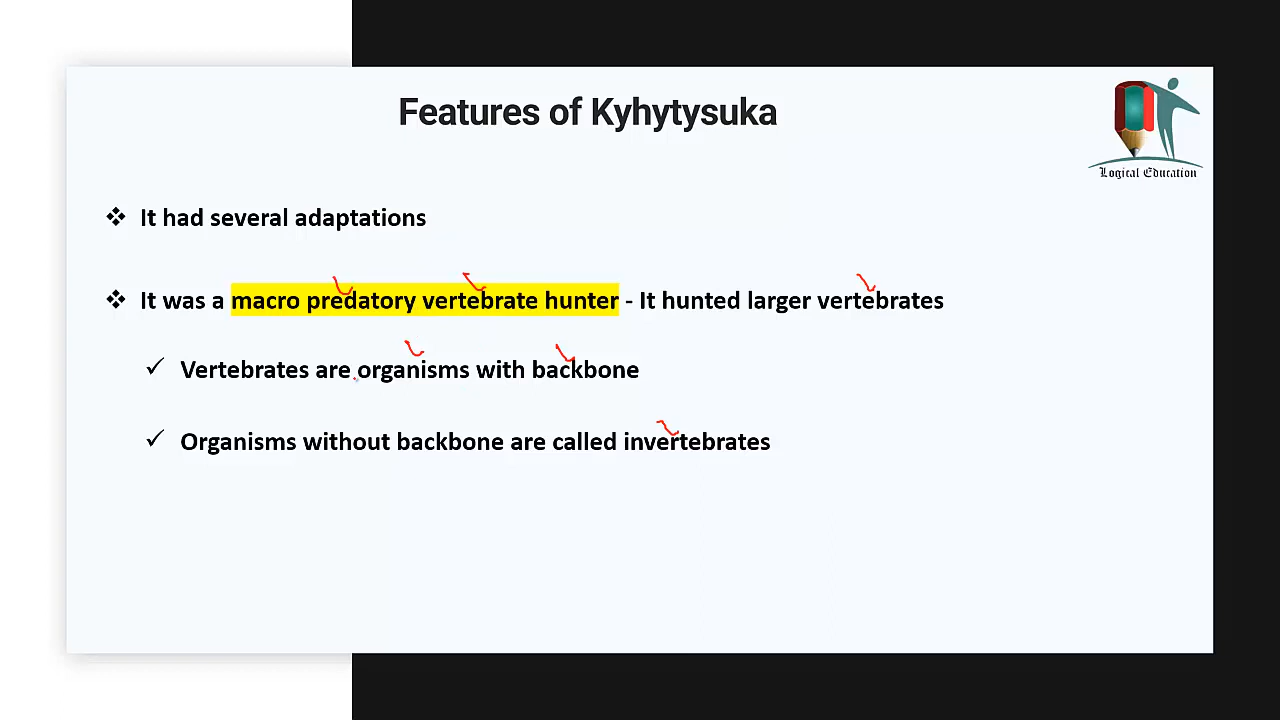 Features of Kyhytysuka
Logical Education
❖ It had several adaptations
❖ It was a macro predatory vertebrate hunter - It hunted larger vertebrates
✓ Vertebrates are organisms with backbone
✓ Organisms without backbone are called invertebrates